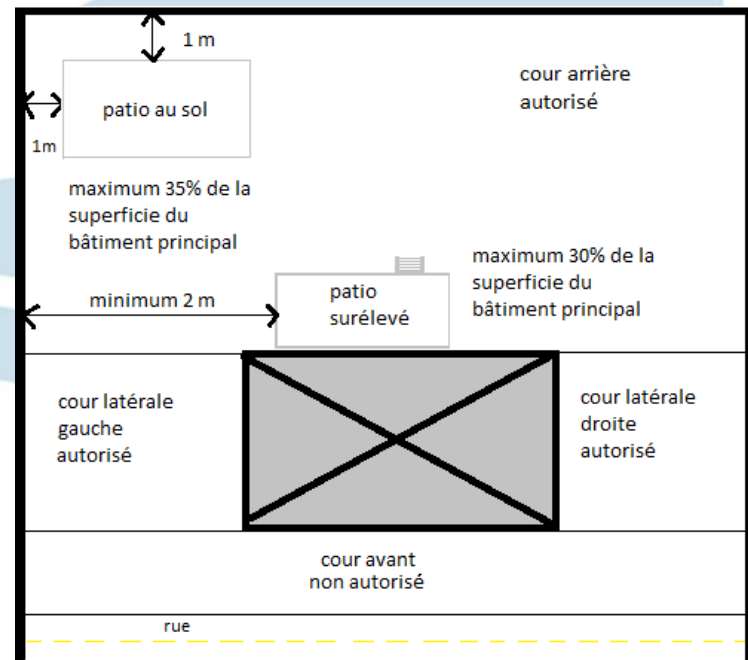 1 m
cour arrière
autorisé
patio au sol
1m
maximum 35% de la
superficie du
bâtiment principal
maximum 30% de la
superficie du
bâtiment principal
minimum 2 m
patio
surélevé
cour latérale
gauche
autorisé
cour latérale
droite
autorisé
cour avant
non autorisé
rue